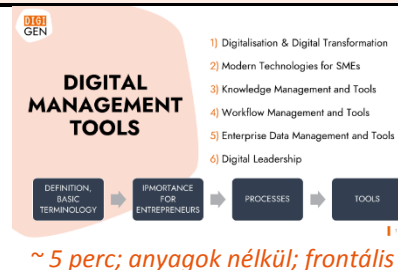 DIGI
GEN
DIGITAL
MANAGEMENT
TOOLS
1) Digitalisation & Digital Transformation
2) Modern Technologies for SMEs
3) Knowledge Management and Tools
4) Workflow Management and Tools
5) Enterprise Data Management and Tools
6) Digital Leadership
DEFINITION,
BASIC
TERMINOLOGY
IPMORTANCE
FOR
ENTREPRENEURS
PROCESSES
TOOLS
~ 5 perc; anyagok nélkül; frontális